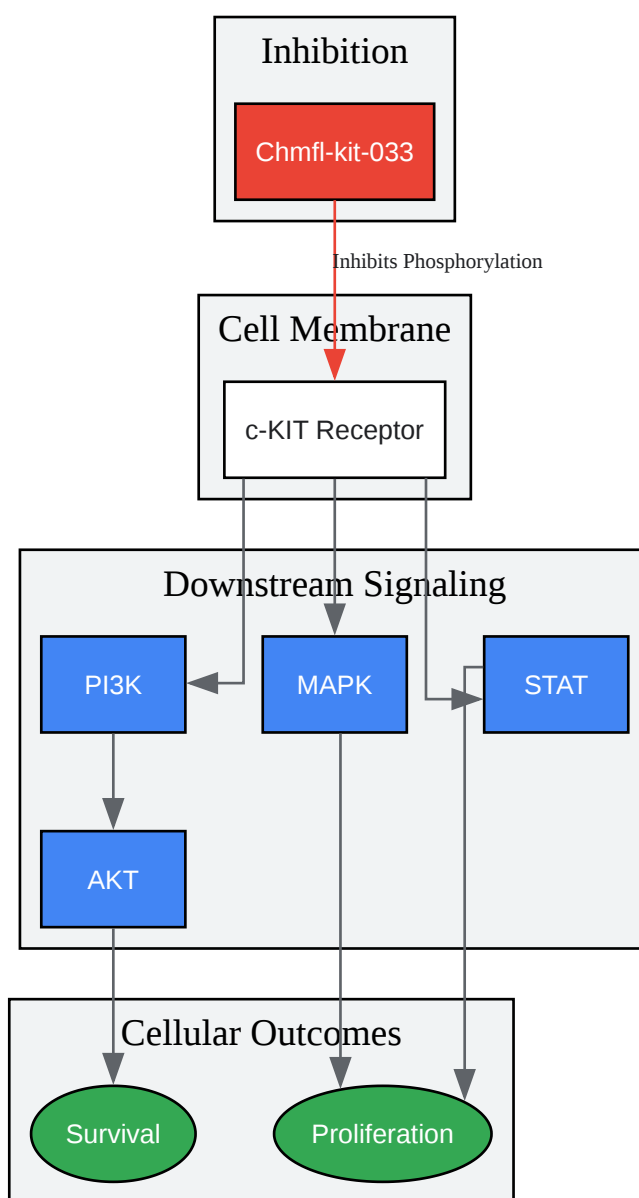 Inhibition
Chmfl-kit-033
Inhibits Phosphorylation
Cell Membrane
c-KIT Receptor
Downstream Signaling
PI3K
MAPK
STAT
AKT
Cellular Outcomes
Survival
Proliferation